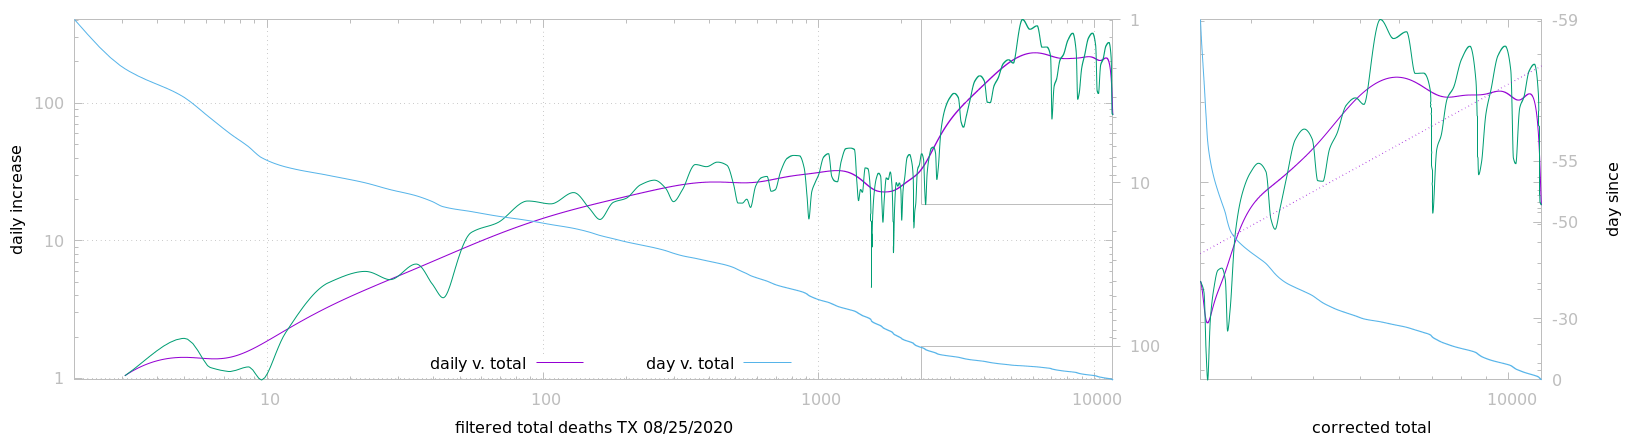 daily increase
100
10
1
10
100
1000
10000
1
10
100
daily v. total
day v. total
filtered total deaths TX 08/25/2020
-59
-55
-50
-30
0
day since
10000
corrected total